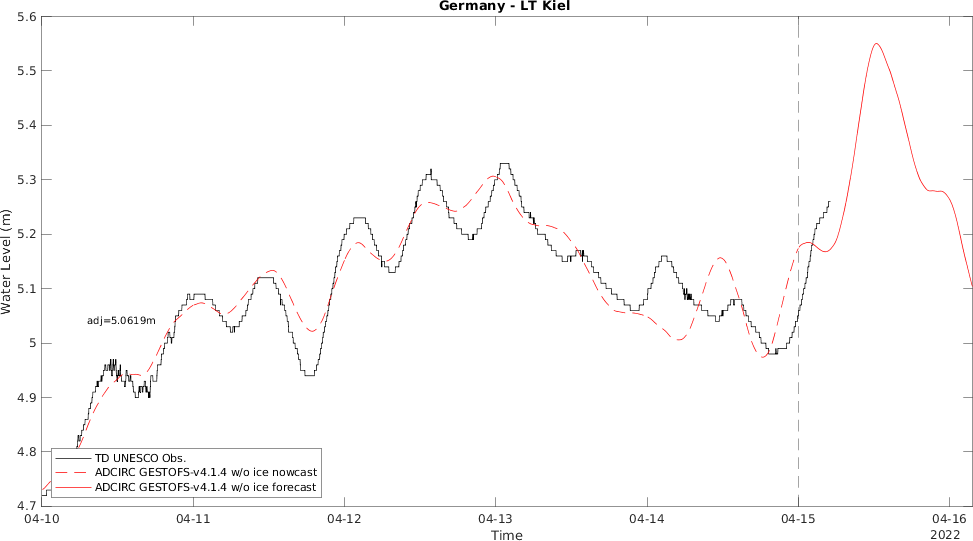 Germany - LT Kiel
5.6
5.5
5.4
5.3
5.2
5.1
5
4.9
4.8
4.7
Water Level (m)
adj=5.0619m
TD UNESCO Obs.
ADCIRC GESTOFS-v4.1.4 w/o ice nowcast
ADCIRC GESTOFS-v4.1.4 w/o ice forecast
04-10 04-11 04-12 04-13 04-14 04-15 04-16
Time 2022